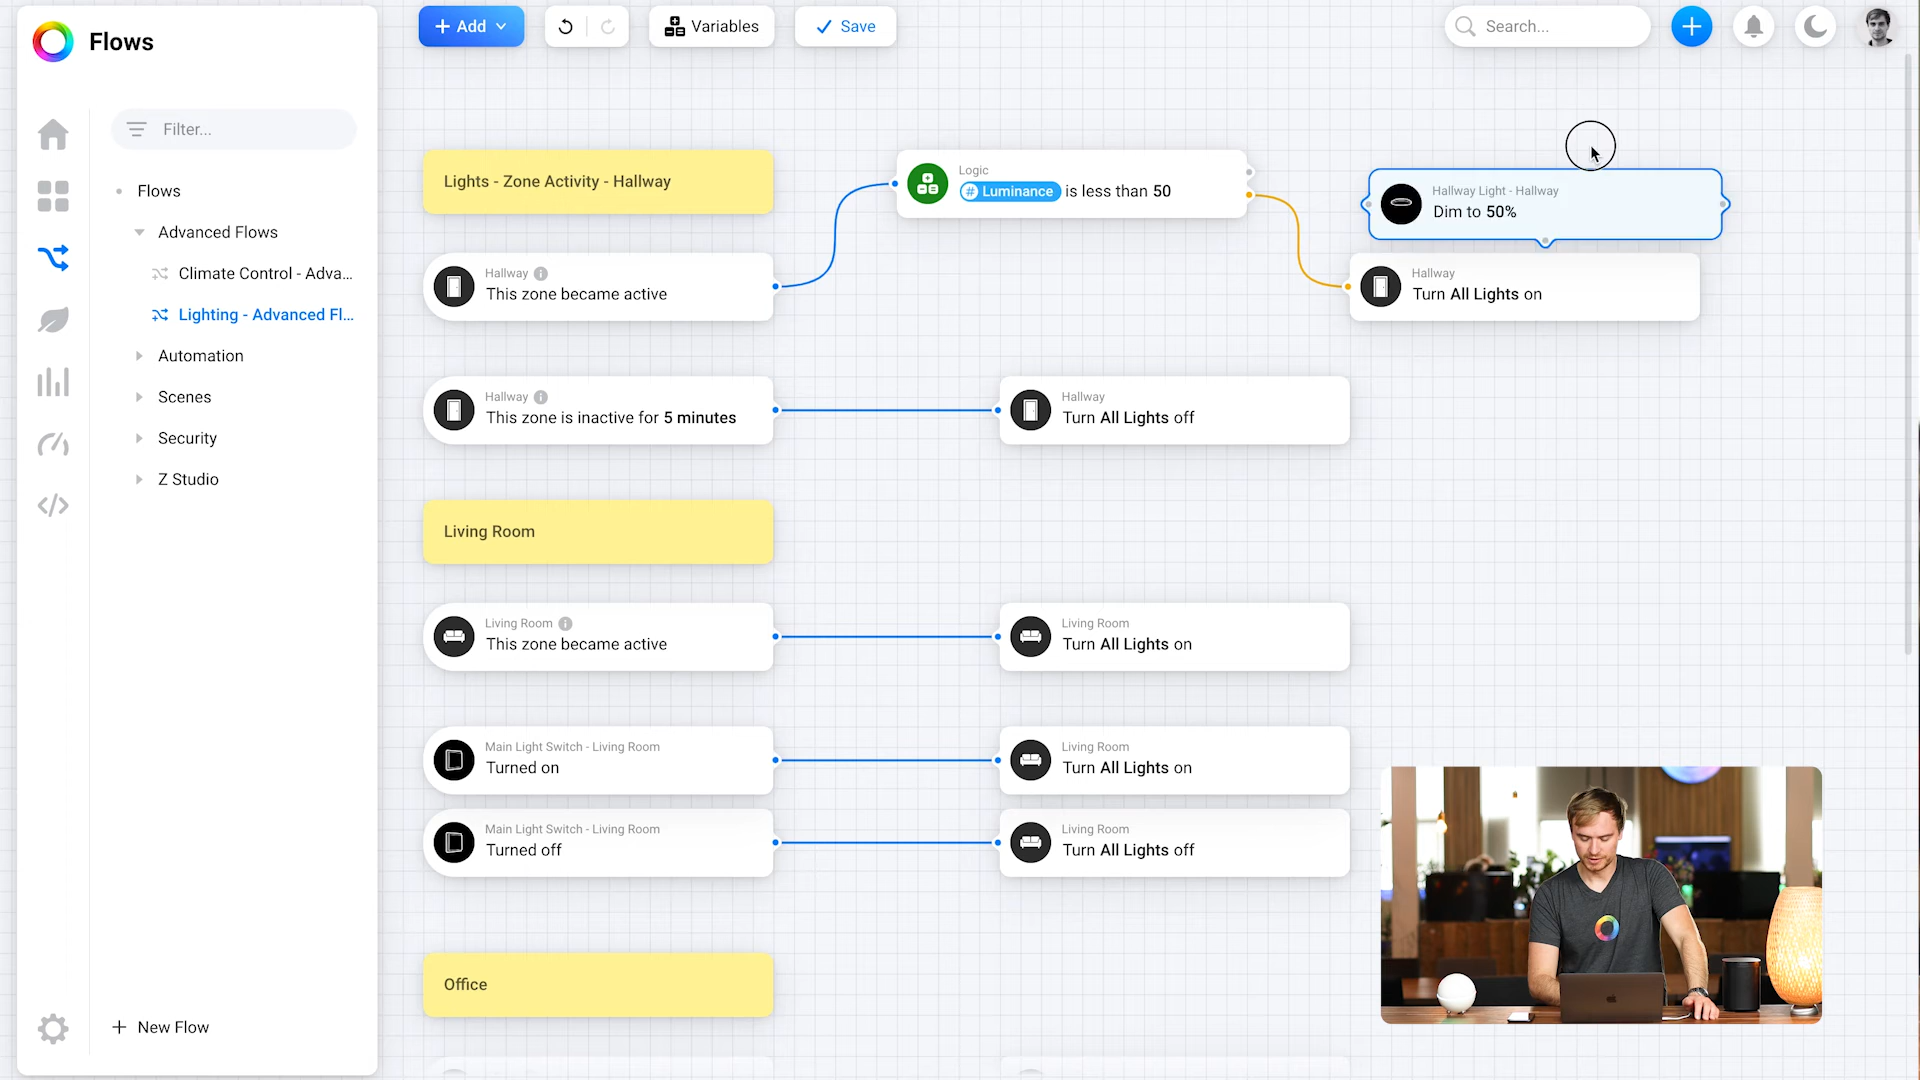 Flows
Add
Variables
Save
Search...
Filter...
Flows
Advanced Flows
Climate Control - Adva...
Lighting - Advanced Fl...
Automation
Scenes
Security
Z Studio
New Flow
Lights - Zone Activity - Hallway
Logic
# Luminance is less than 50
Hallway Light - Hallway
Dim to 50%
Hallway
This zone became active
Hallway
Turn All Lights on
Hallway
This zone is inactive for 5 minutes
Hallway
Turn All Lights off
Living Room
Living Room
This zone became active
Living Room
Turn All Lights on
Main Light Switch - Living Room
Turned on
Living Room
Turn All Lights on
Main Light Switch - Living Room
Turned off
Living Room
Turn All Lights off
Office